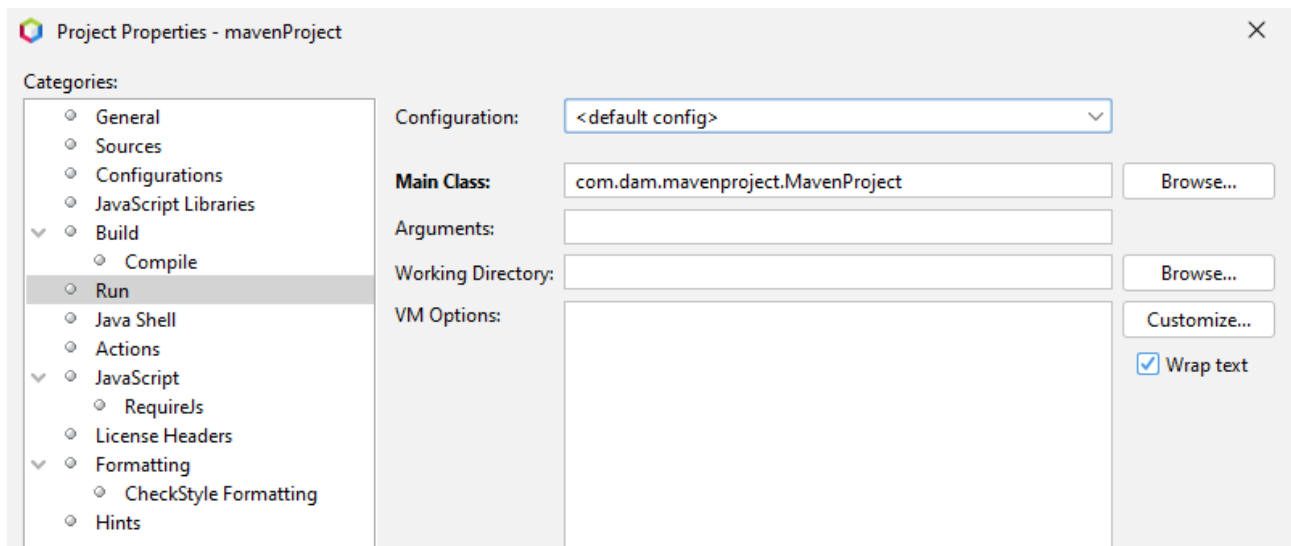 Project Properties - mavenProject
Categories:
General
Sources
Configurations
JavaScript Libraries
Build
Compile
Run
Java Shell
Actions
JavaScript
RequireJs
License Headers
Formatting
CheckStyle Formatting
Hints
Configuration: <default config>
Main Class: com.dam.mavenproject.MavenProject Browse...
Arguments:
Working Directory: Browse...
VM Options: Customize...
Wrap text